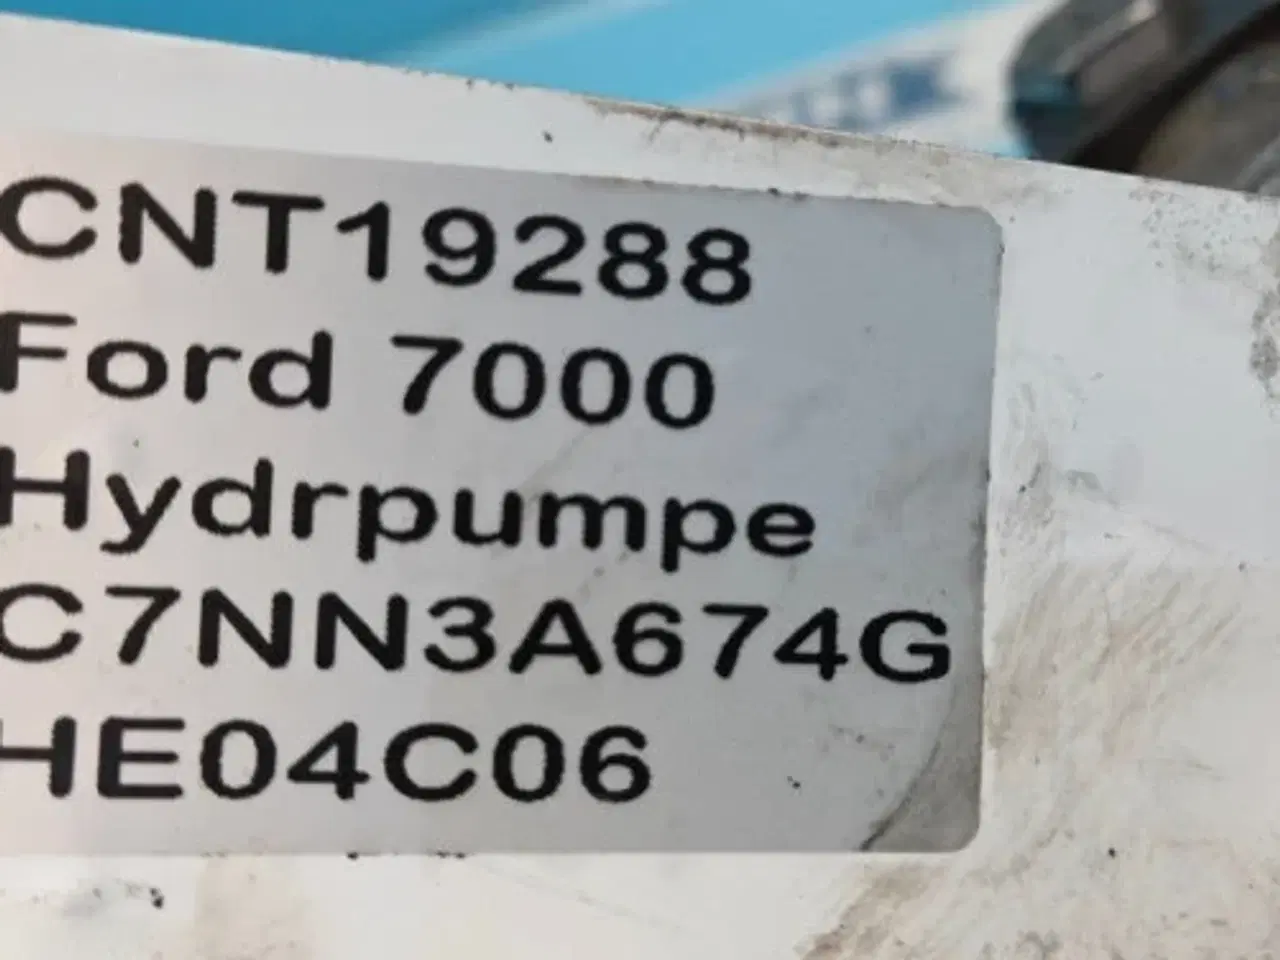 CNT19288
Ford 7000
Hydrpumpe
C7NN3A674G
HE04C06